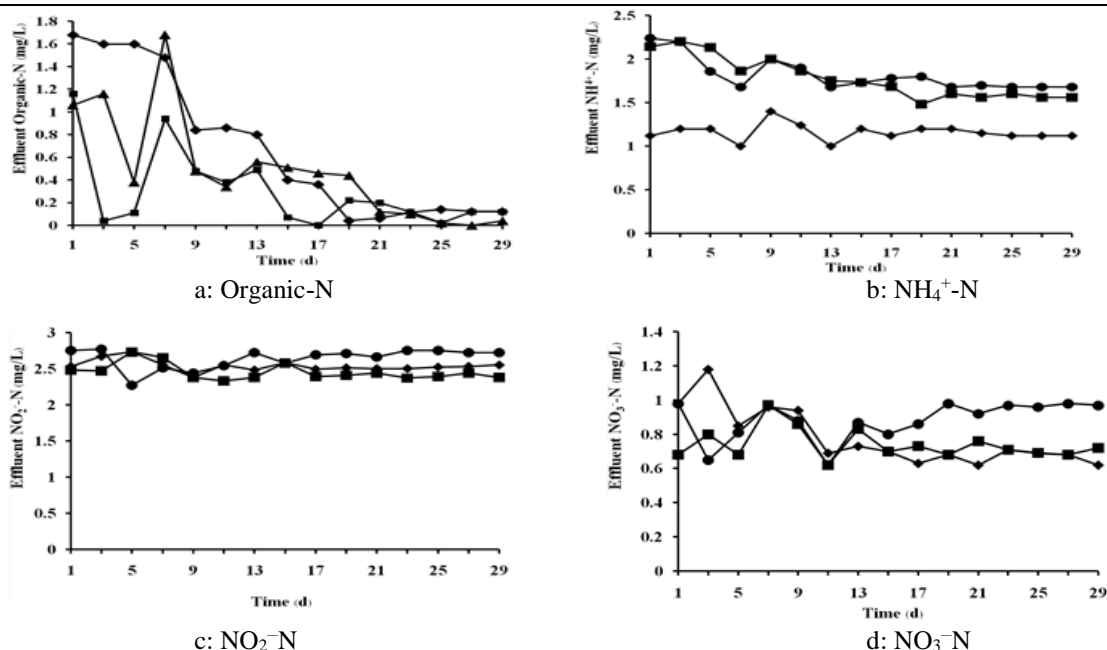 Effluent Organic-N (mg/L)
1.8
1.6
1.4
1.2
1
0.8
0.6
0.4
0.2
0
1 5 9 13 17 21 25 29
Time (d)
a: Organic-N
Effluent NH⁴⁺-N (mg/L)
2.5
2
1.5
1
0.5
0
1 5 9 13 17 21 25 29
Time (d)
b: NH₄⁺-N
Effluent NO₂⁻-N (mg/L)
3
2.5
2
1.5
1
0.5
0
1 5 9 13 17 21 25 29
Time (d)
c: NO₂⁻N
Effluent NO₃-N (mg/L)
1.4
1.2
1
0.8
0.6
0.4
0.2
0
1 5 9 13 17 21 25 29
Time (d)
d: NO₃⁻N